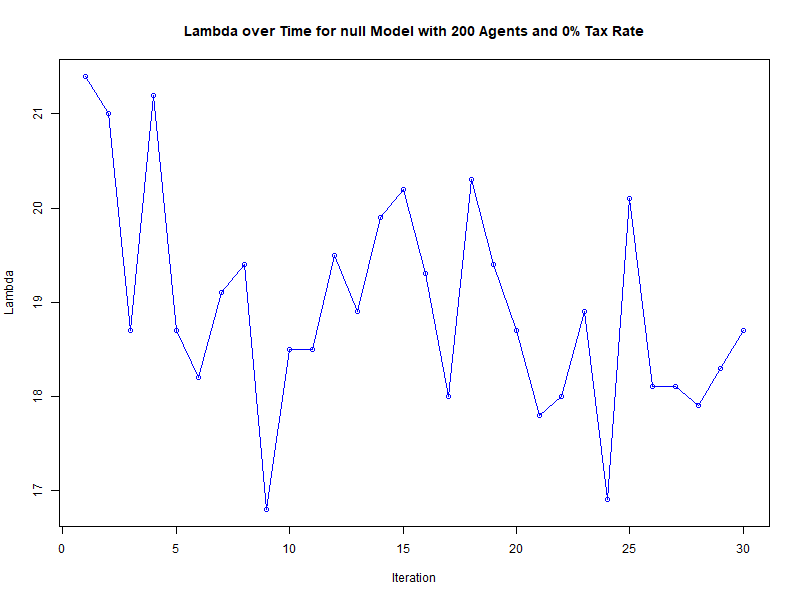 Lambda over Time for null Model with 200 Agents and 0% Tax Rate
21
20
19
18
17
Lambda
0 5 10 15 20 25 30
Iteration